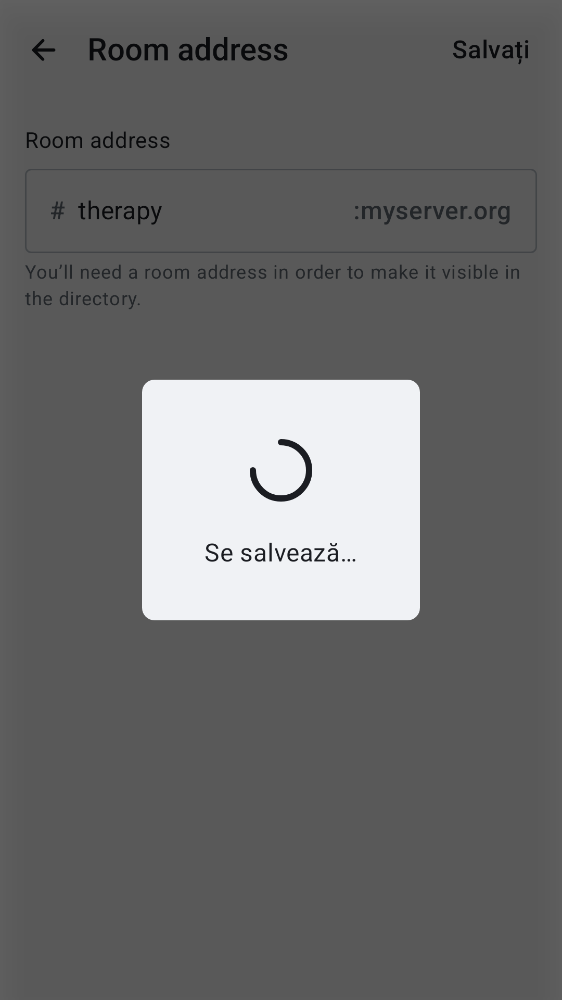 Room address
Salvați
Room address
# therapy :myserver.org
You’ll need a room address in order to make it visible in
the directory.
Se salvează…